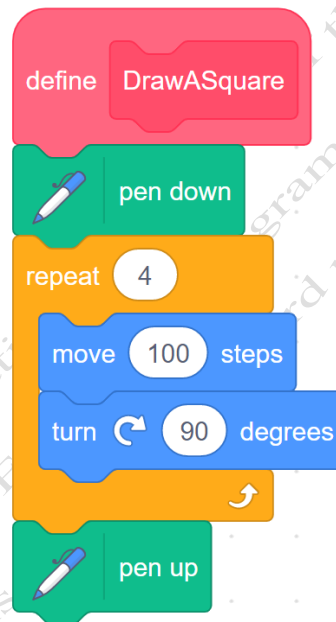 define DrawASquare
pen down
repeat 4
move 100 steps
turn 90 degrees
pen up